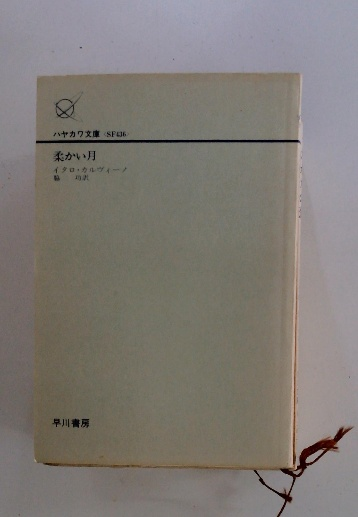 ハヤカワ文庫〈SF436〉
柔かい月
イタロ・カルヴィーノ
脇 功訳
早川書房